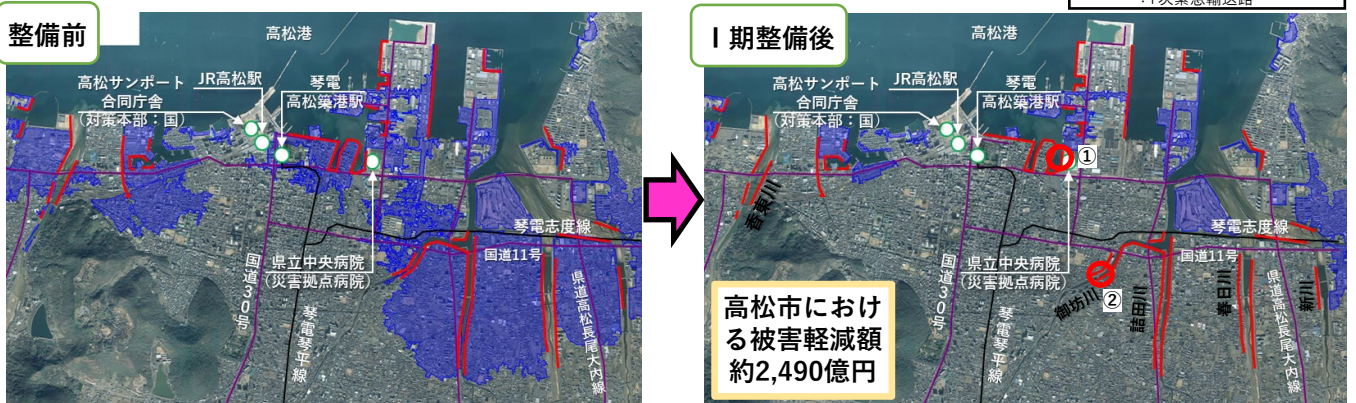 :1次緊急輸送路
整備前
高松港
高松サンポート
合同庁舎
（対策本部：国）
JR高松駅
琴電
高松築港駅
琴電志度線
国道11号
県立中央病院
（災害拠点病院）
国道30号
琴電琴平線
県道高松長尾大内線
Ⅰ期整備後
高松港
高松サンポート
合同庁舎
（対策本部：国）
JR高松駅
琴電
高松築港駅
①
香東川
琴電志度線
国道11号
県立中央病院
（災害拠点病院）
国道30号
琴電琴平線
御坊川
②
詰田川
春日川
県道高松長尾大内線
新川
高松市におけ
る被害軽減額
約2,490億円